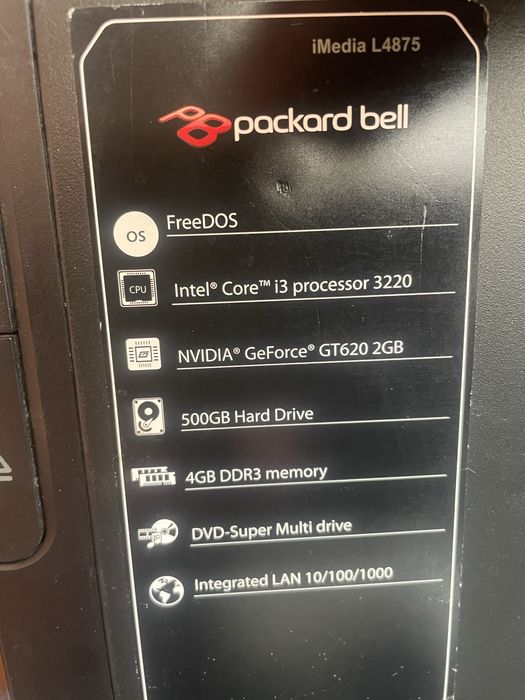 iMedia L4875
packard bell
OS
FreeDOS
CPU
Intel® Core™ i3 processor 3220
NVIDIA® GeForce® GT620 2GB
500GB Hard Drive
4GB DDR3 memory
DVD-Super Multi drive
Integrated LAN 10/100/1000